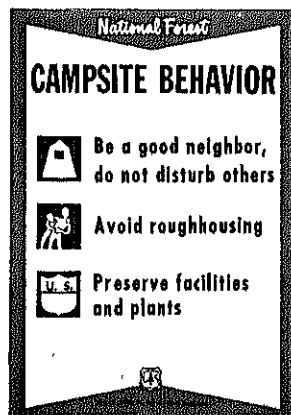 National Forest
CAMPSITE BEHAVIOR
Be a good neighbor,
do not disturb others
Avoid roughhousing
U. S.
Preserve facilities
and plants